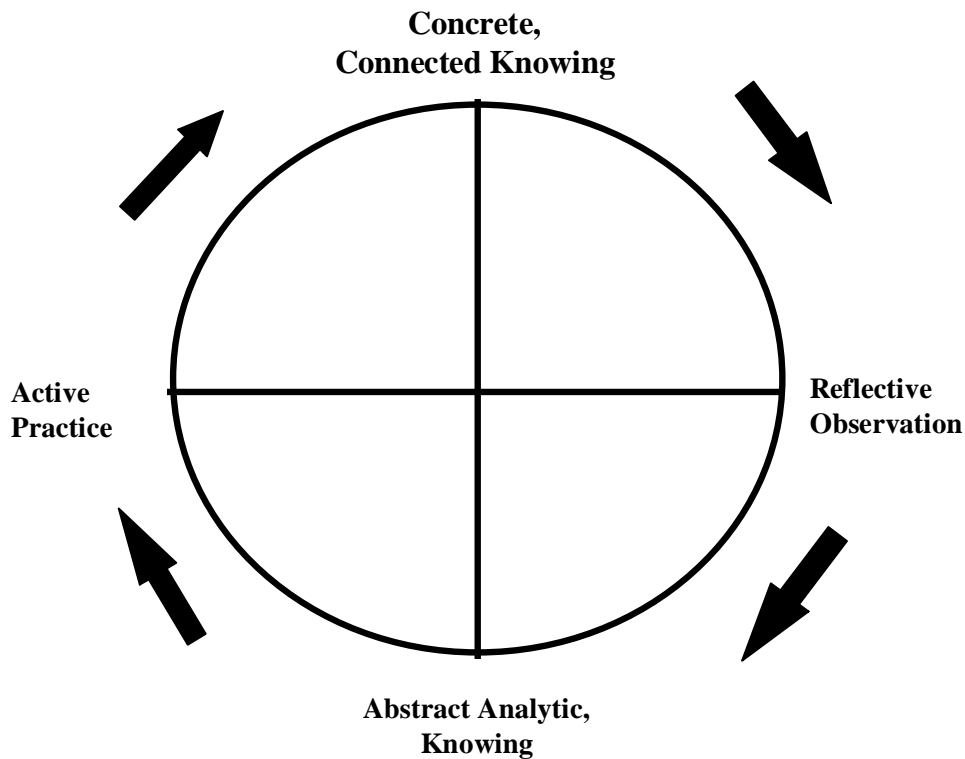 Concrete,
Connected Knowing
Active
Practice
Reflective
Observation
Abstract Analytic,
Knowing